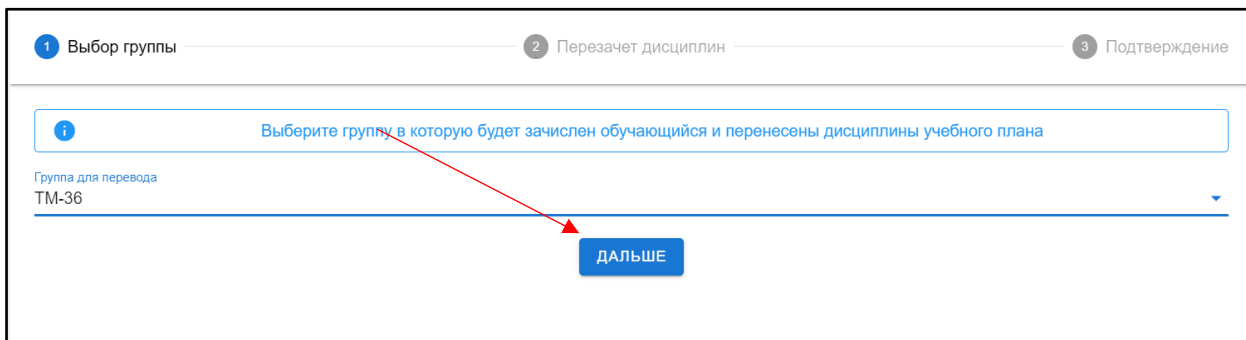 1 Выбор группы 2 Перезачет дисциплин 3 Подтверждение
Выберите группу в которую будет зачислен обучающийся и перенесены дисциплины учебного плана
Группа для перевода
ТМ-36
ДАЛЬШЕ